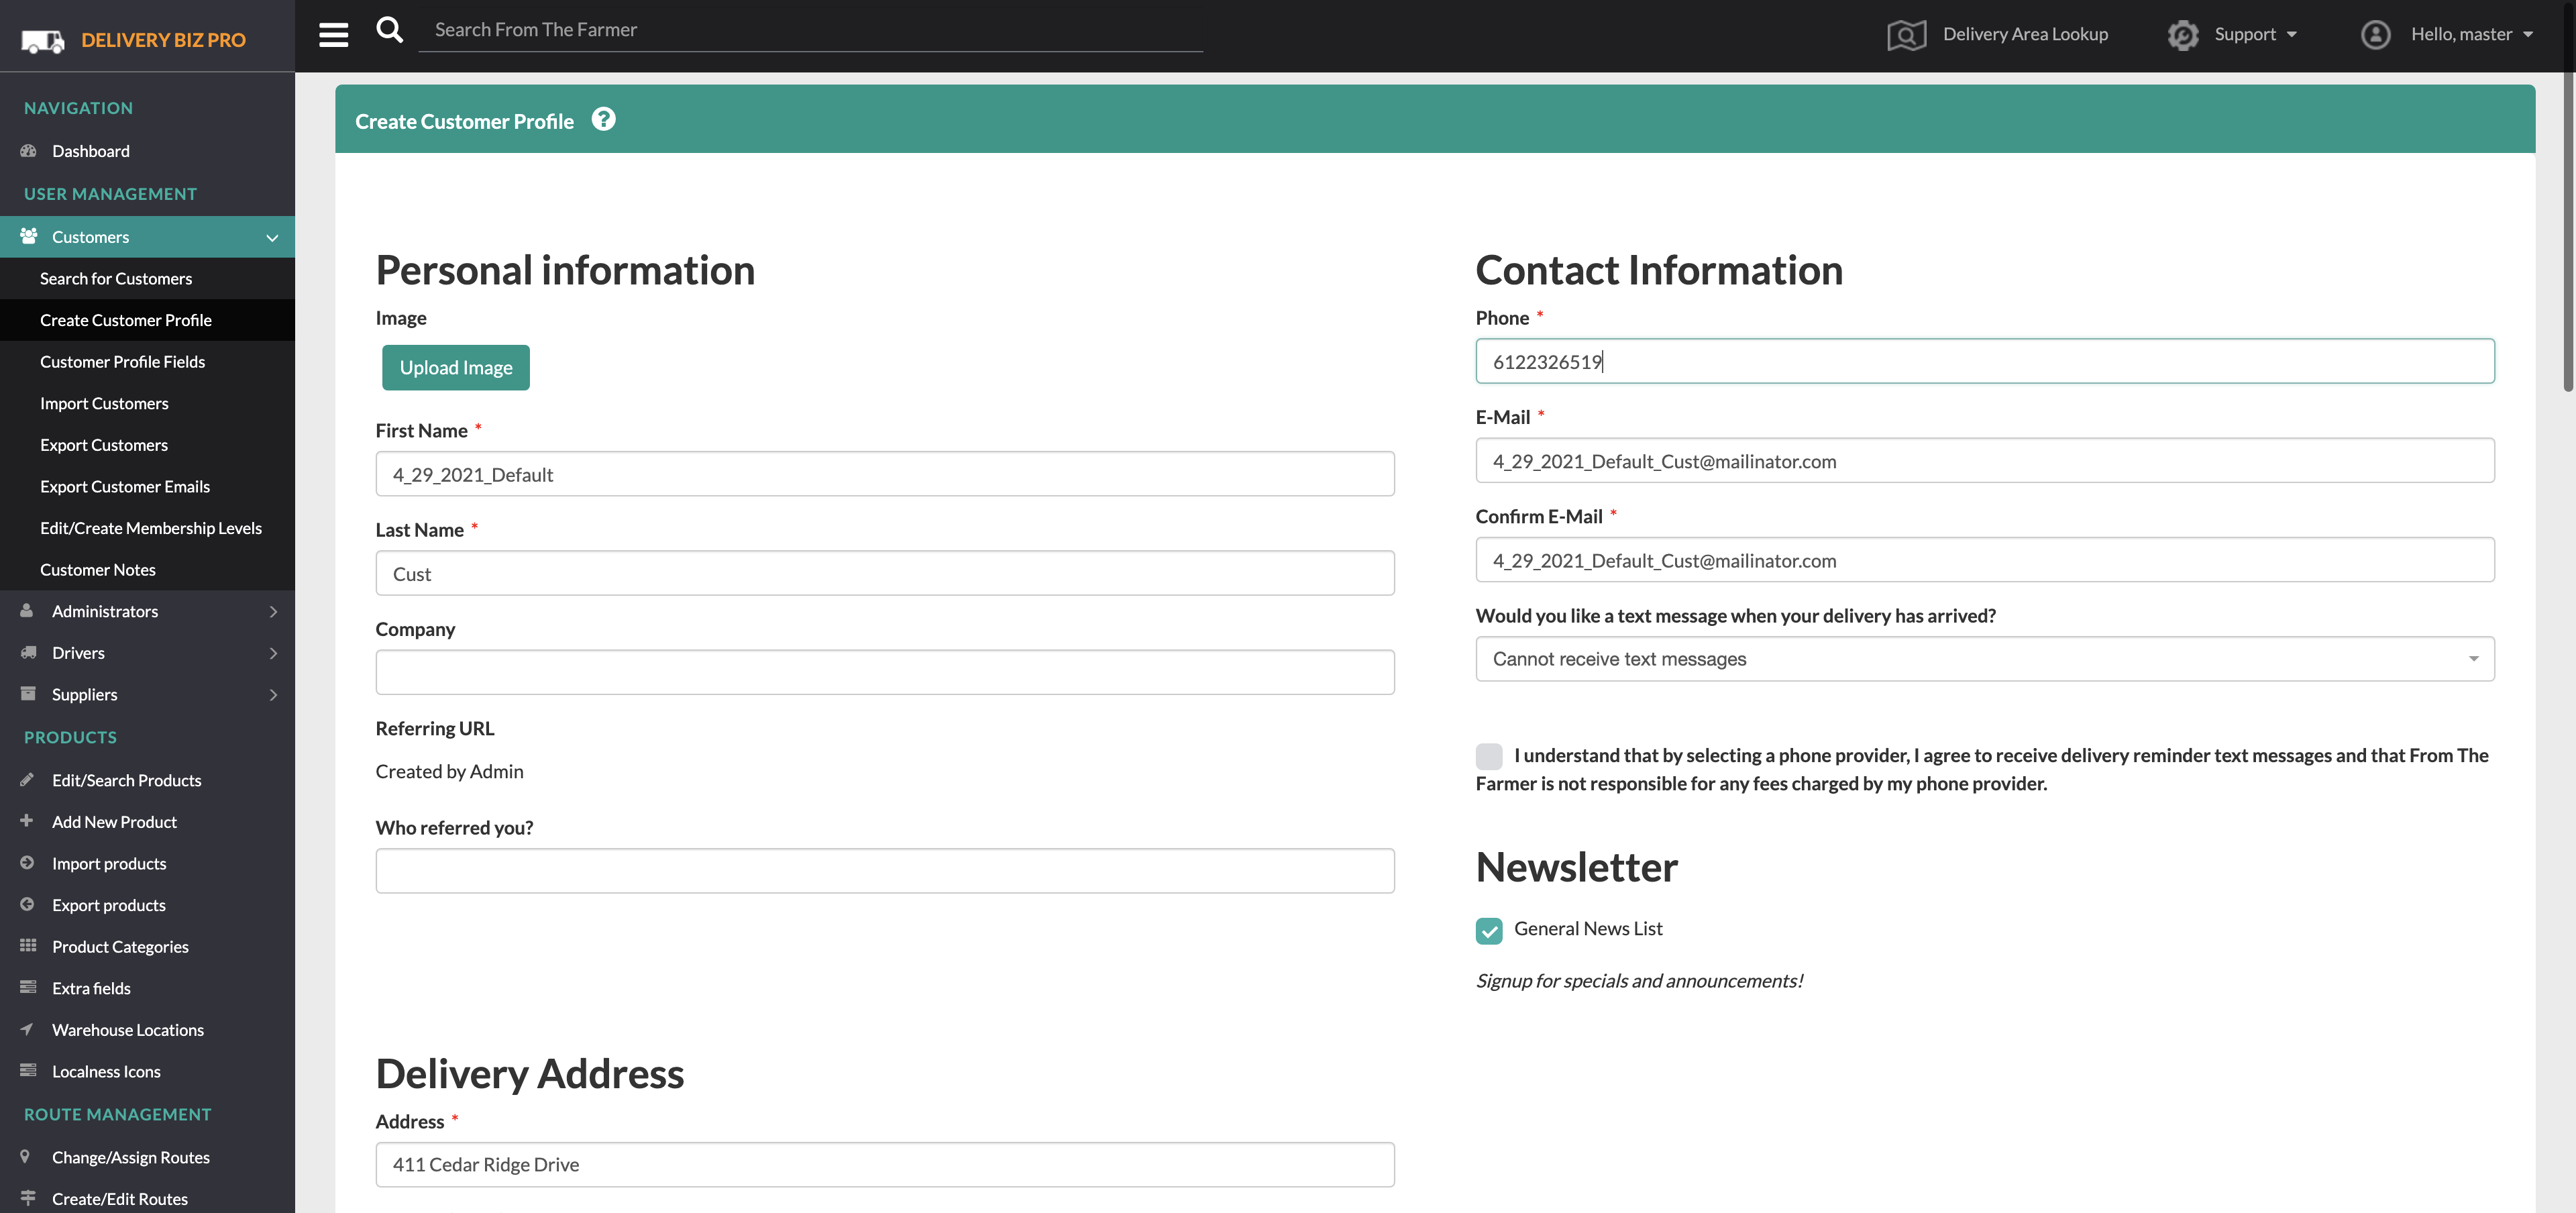 DELIVERY BIZ PRO
Search From The Farmer
Delivery Area Lookup
Support
Hello, master
NAVIGATION
Dashboard
USER MANAGEMENT
Customers
Search for Customers
Create Customer Profile
Customer Profile Fields
Import Customers
Export Customers
Export Customer Emails
Edit/Create Membership Levels
Customer Notes
Administrators
Drivers
Suppliers
PRODUCTS
Edit/Search Products
Add New Product
Import products
Export products
Product Categories
Extra fields
Warehouse Locations
Localness Icons
ROUTE MANAGEMENT
Change/Assign Routes
Create/Edit Routes
Create Customer Profile ?
Personal information
Image
Upload Image
First Name *
4_29_2021_Default
Last Name *
Cust
Company
Referring URL
Created by Admin
Who referred you?
Contact Information
Phone *
6122326519
E-Mail *
4_29_2021_Default_Cust@mailinator.com
Confirm E-Mail *
4_29_2021_Default_Cust@mailinator.com
Would you like a text message when your delivery has arrived?
Cannot receive text messages
I understand that by selecting a phone provider, I agree to receive delivery reminder text messages and that From The
Farmer is not responsible for any fees charged by my phone provider.
Newsletter
General News List
Signup for specials and announcements!
Delivery Address
Address *
411 Cedar Ridge Drive